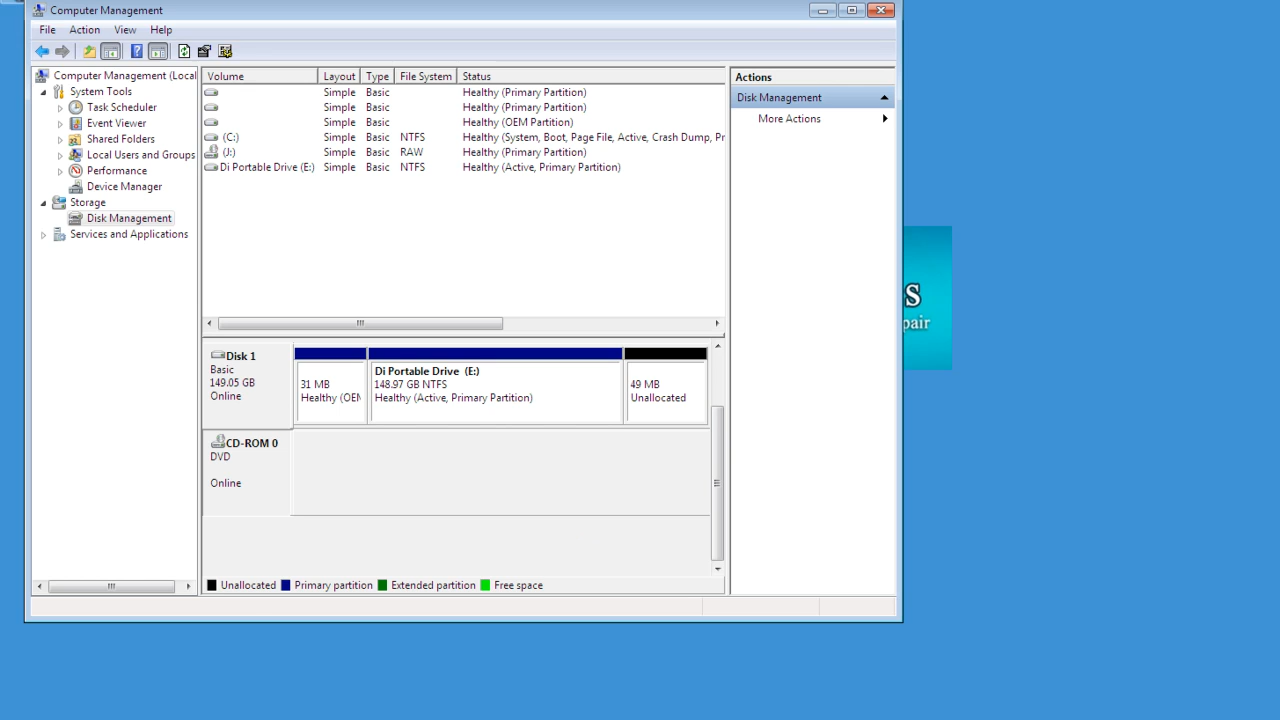 Computer Management
File Action View Help
Computer Management (Local
System Tools
Task Scheduler
Event Viewer
Shared Folders
Local Users and Groups
Performance
Device Manager
Storage
Disk Management
Services and Applications
Volume Layout Type File System Status
Simple Basic Healthy (Primary Partition)
Simple Basic Healthy (Primary Partition)
Simple Basic Healthy (OEM Partition)
(C:) Simple Basic NTFS Healthy (System, Boot, Page File, Active, Crash Dump, Pr
(J:) Simple Basic RAW Healthy (Primary Partition)
Di Portable Drive (E:) Simple Basic NTFS Healthy (Active, Primary Partition)
Disk 1
Basic
149.05 GB
Online
31 MB
Healthy (OEM
Di Portable Drive (E:)
148.97 GB NTFS
Healthy (Active, Primary Partition)
49 MB
Unallocated
CD-ROM 0
DVD
Online
Unallocated Primary partition Extended partition Free space
Actions
Disk Management
More Actions
s
pair